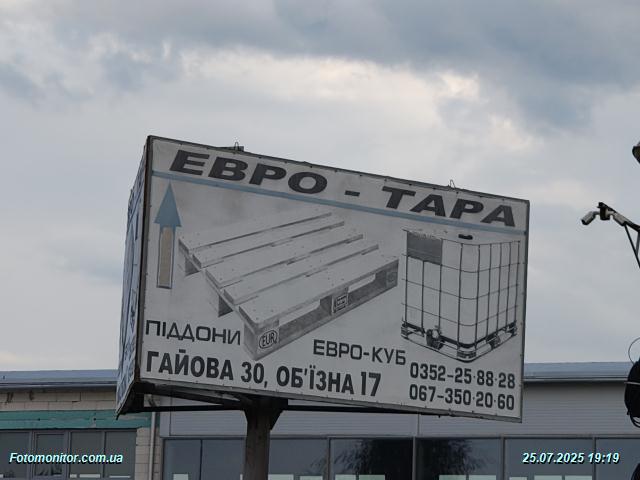 ЕВРО - ТАРА
EUR
ПІДДОНИ
ЕВРО-КУБ
ГАЙОВА 30, ОБ'ЇЗНА 17
0352-25-88-28
067-350-20-60
Fotomonitor.com.ua
25.07.2025 19:19